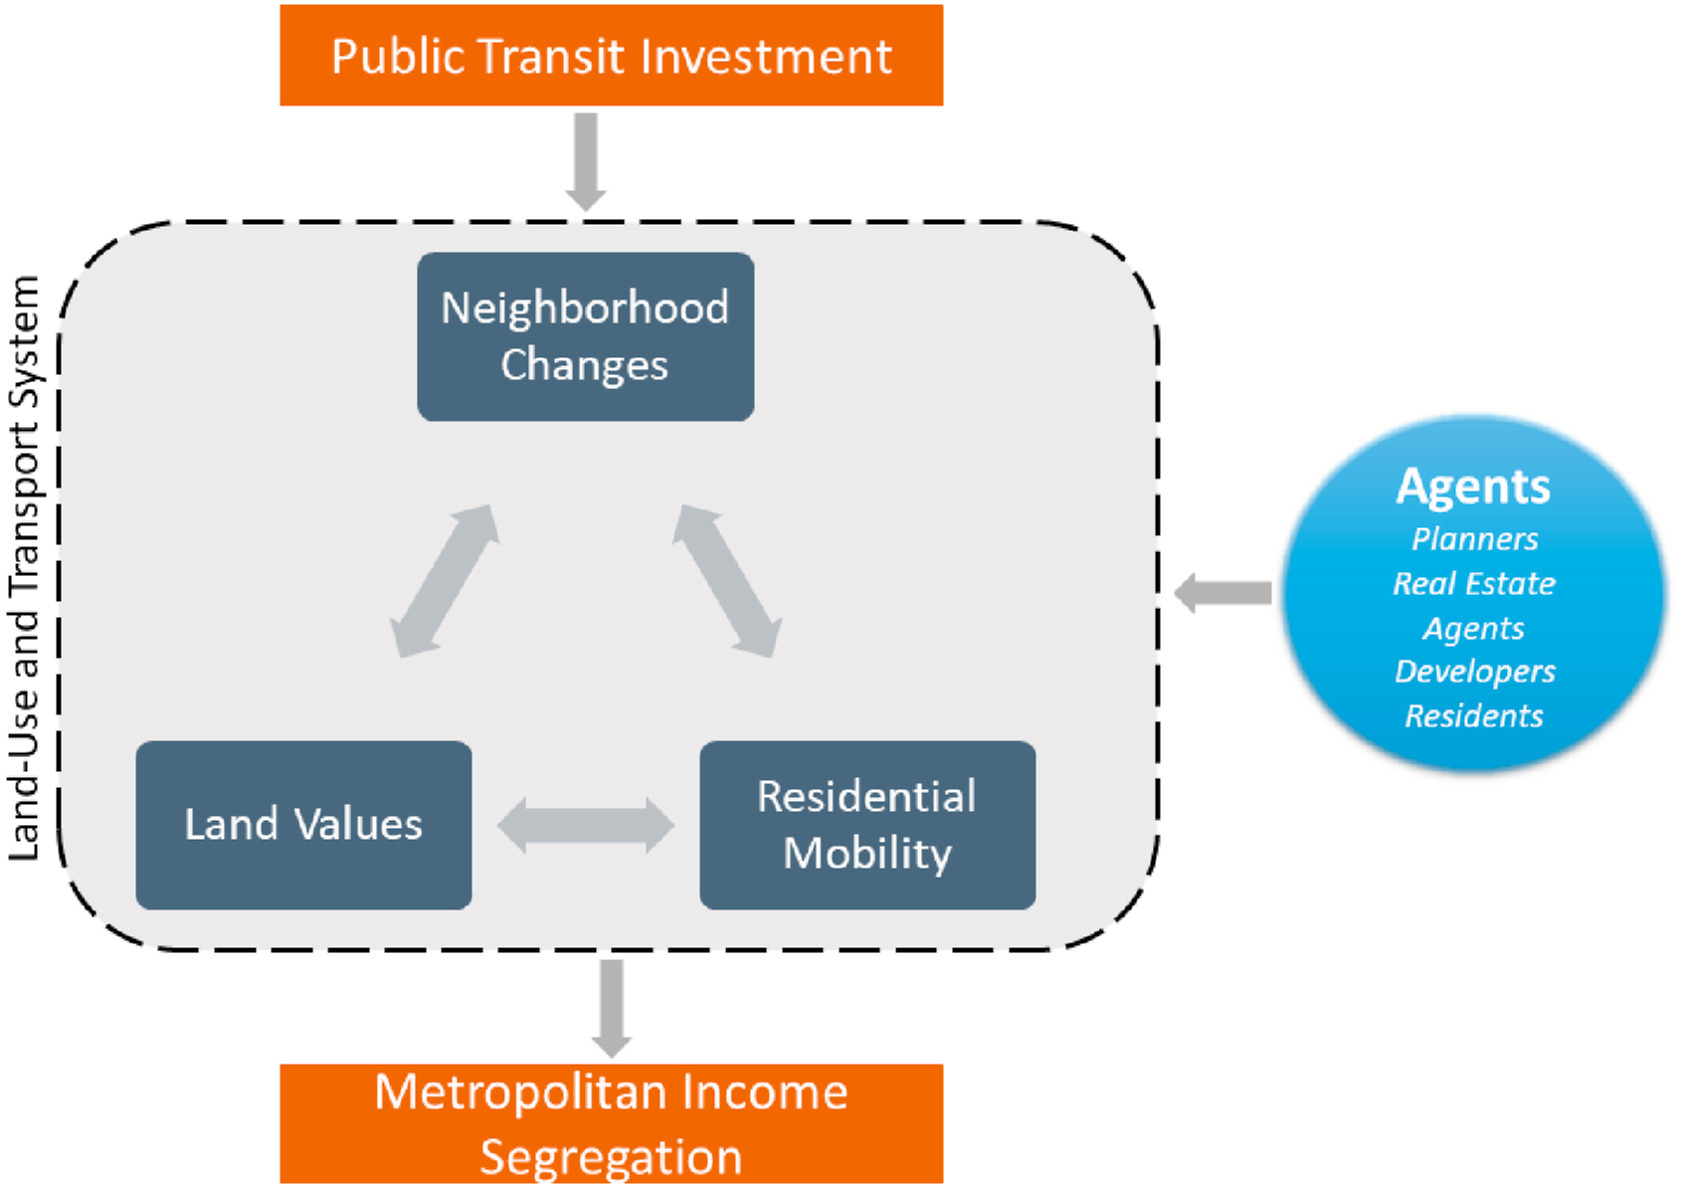 Public Transit Investment
Land-Use and Transport System
Neighborhood
Changes
Agents
Planners
Real Estate
Agents
Developers
Residents
Land Values
Residential
Mobility
Metropolitan Income
Segregation